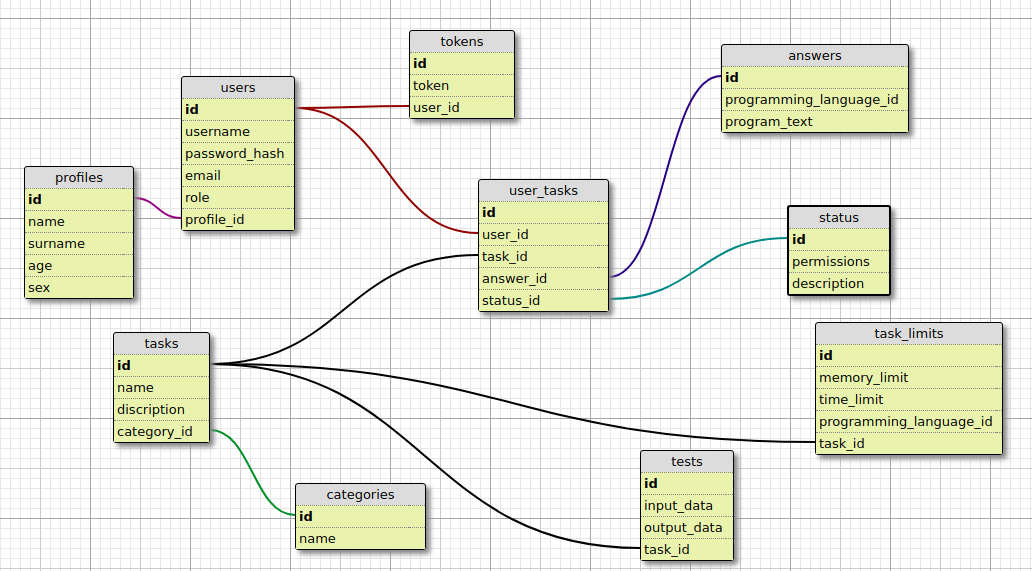 tokens
id
token
user_id
answers
id
programming_language_id
program_text
users
id
username
password_hash
email
role
profile_id
profiles
id
name
surname
age
sex
user_tasks
id
user_id
task_id
answer_id
status_id
status
id
permissions
description
task_limits
id
memory_limit
time_limit
programming_language_id
task_id
tasks
id
name
discription
category_id
tests
id
input_data
output_data
task_id
categories
id
name